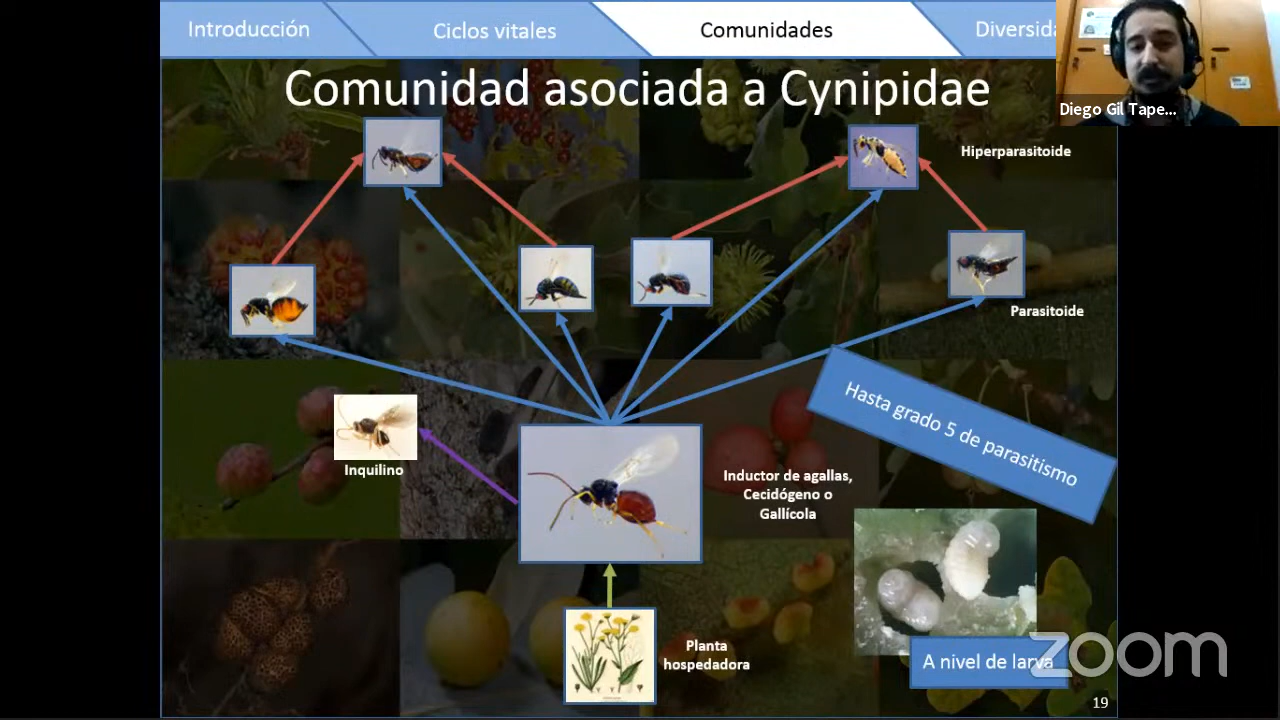 Introducción
Ciclos vitales
Comunidades
Comunidad asociada a Cynipidae
Diego Gil Tape...
Hiperparasitoide
Parasitoide
Hasta grado 5 de parasitismo
Inquilino
Inductor de agallas,
Cecidógeno o
Gallícola
Planta
hospedadora
A nivel de larva
zoom
19